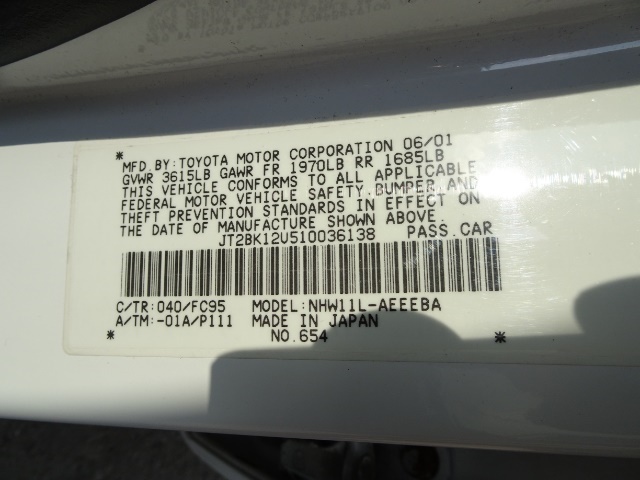 * MFD. BY: TOYOTA MOTOR CORPORATION 06/01
GVWR 3615LB GAWR FR 1970LB RR 1685LB
THIS VEHICLE CONFORMS TO ALL APPLICABLE
FEDERAL MOTOR VEHICLE SAFETY, BUMPER AND
THEFT PREVENTION STANDARDS IN EFFECT ON
THE DATE OF MANUFACTURE SHOWN ABOVE.
JT2BK12U510036138 PASS. CAR *
C/TR: 040/FC95 MODEL: NHW11L-AEEEBA
A/TM: -01A/P111 MADE IN JAPAN
* NO. 654 *